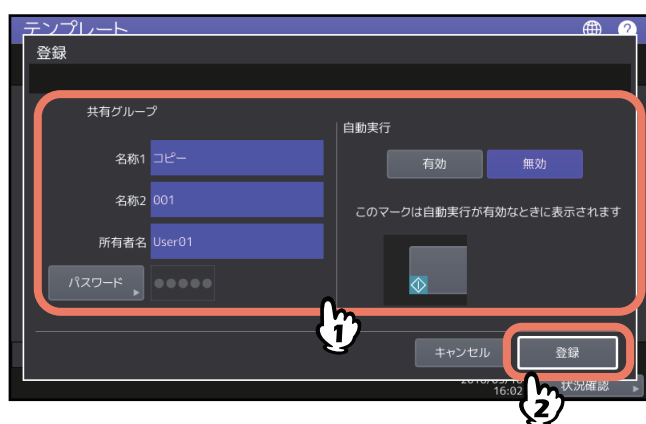 テンプレート
?
登録
共有グループ
名称1 コピー
名称2 001
所有者名 User01
パスワード
自動実行
有効 無効
このマークは自動実行が有効なときに表示されます
1
キャンセル 登録
16:02 状況確認
2